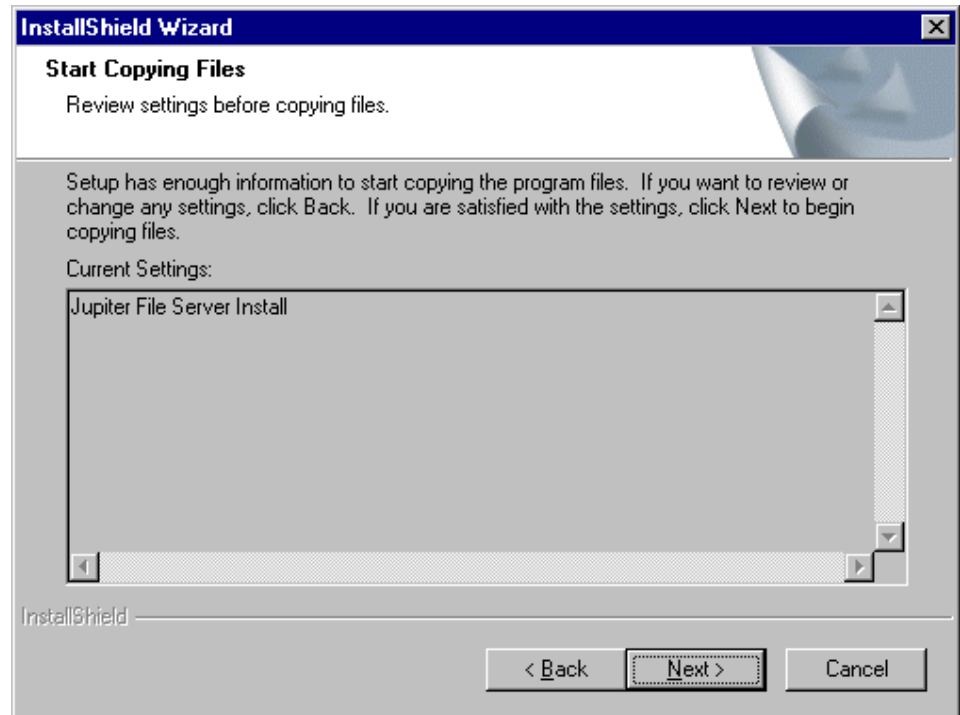 InstallShield Wizard
Start Copying Files
Review settings before copying files.
Setup has enough information to start copying the program files.  If you want to review or
change any settings, click Back.  If you are satisfied with the settings, click Next to begin
copying files.
Current Settings:
Jupiter File Server Install
InstallShield
< Back
Next >
Cancel